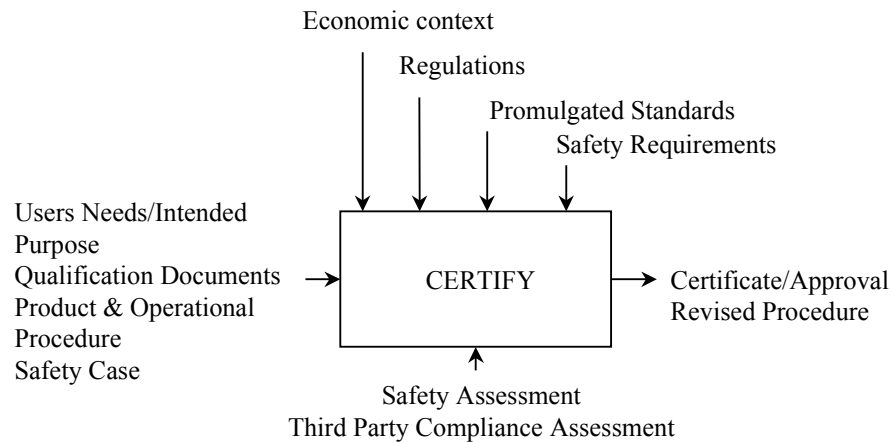 Economic context
Regulations
Promulgated Standards
Safety Requirements
Users Needs/Intended
Purpose
Qualification Documents
Product & Operational
Procedure
Safety Case
CERTIFY
Certificate/Approval
Revised Procedure
Safety Assessment
Third Party Compliance Assessment